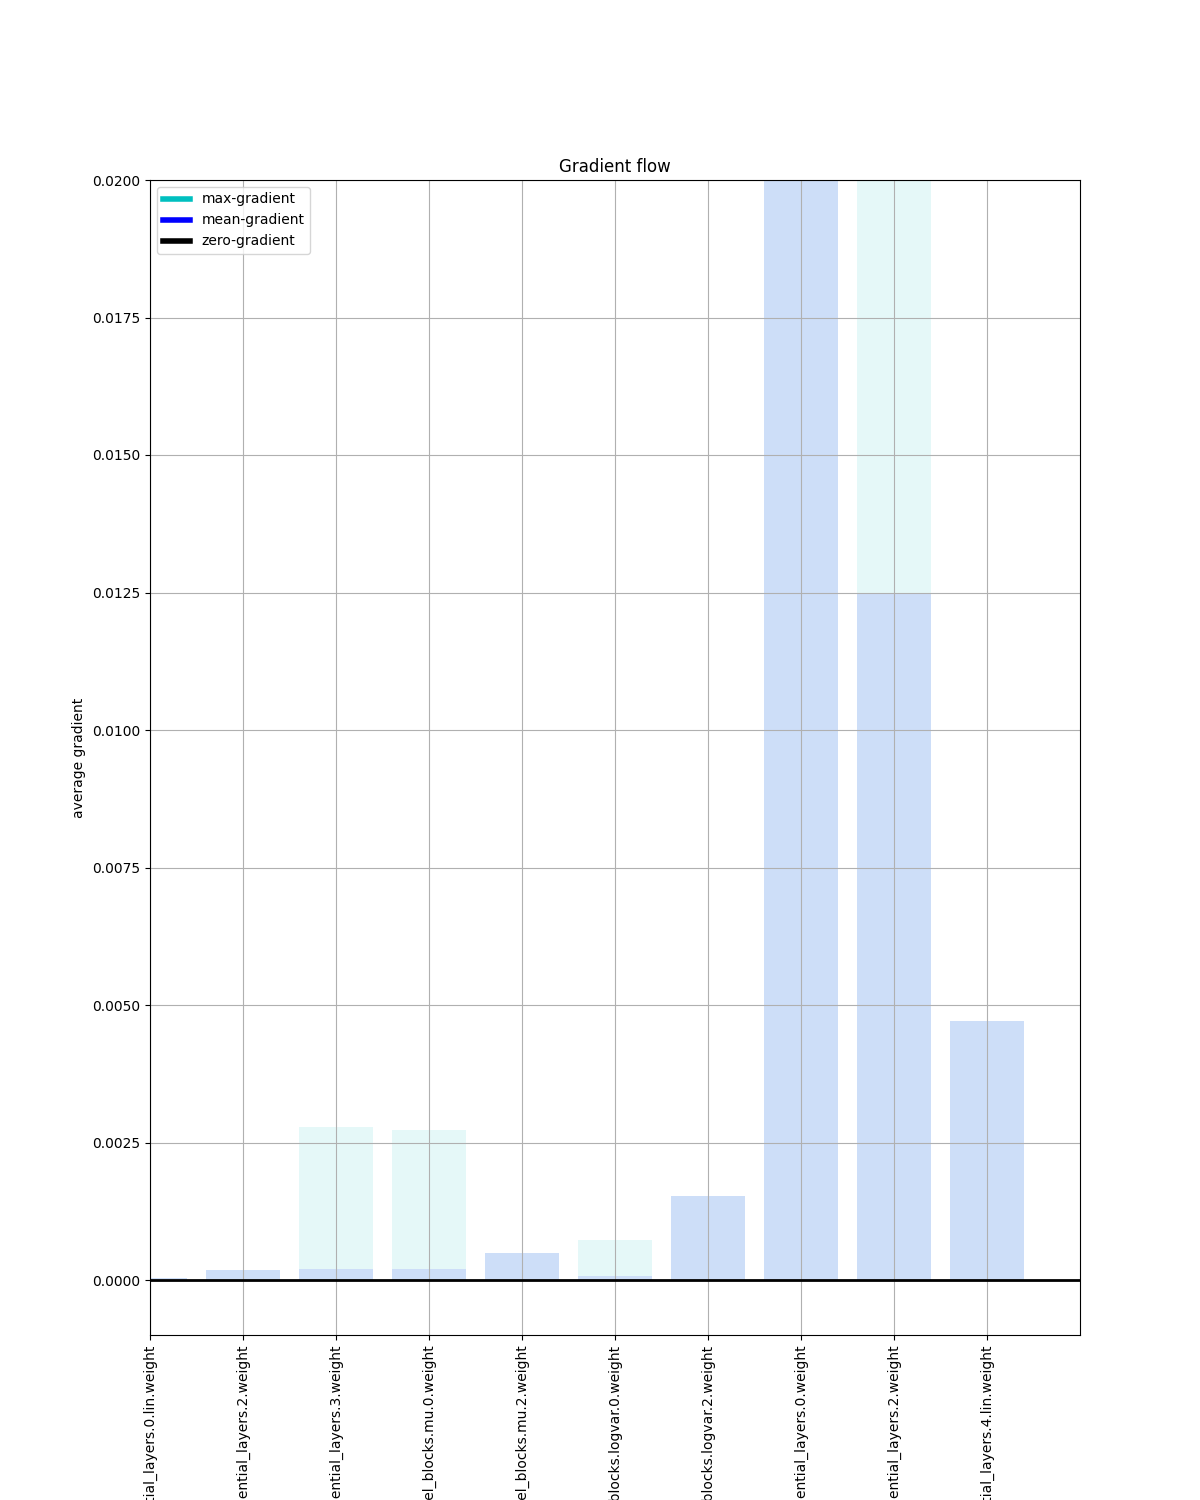 Gradient flow
max-gradient
mean-gradient
zero-gradient
0.0200
0.0175
0.0150
0.0125
0.0100
0.0075
0.0050
0.0025
0.0000
average gradient
tial_layers.0.lin.weight
ential_layers.2.weight
ential_layers.3.weight
el_blocks.mu.0.weight
el_blocks.mu.2.weight
blocks.logvar.0.weight
blocks.logvar.2.weight
ential_layers.0.weight
ential_layers.2.weight
tial_layers.4.lin.weight